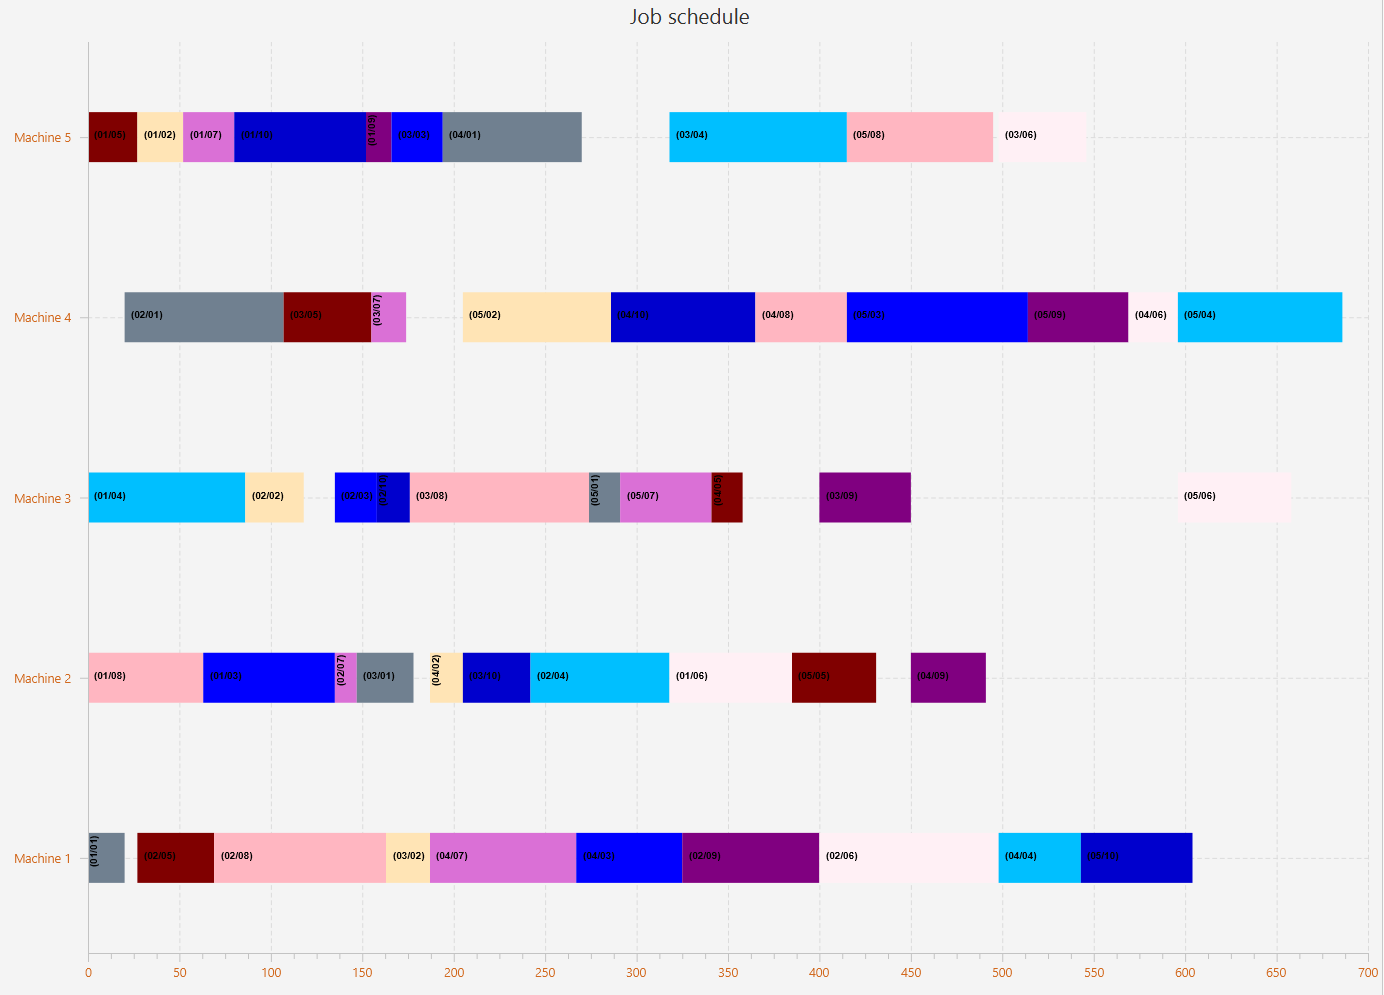 Job schedule
Machine 5
(01/05) (01/02) (01/07) (01/10) (01/09) (03/03) (04/01) (03/04) (05/08) (03/06)
Machine 4
(02/01) (03/05) (03/07) (05/02) (04/10) (04/08) (05/03) (05/09) (04/06) (05/04)
Machine 3
(01/04) (02/02) (02/03) (02/10) (03/08) (05/01) (05/07) (04/05) (03/09) (05/06)
Machine 2
(01/08) (01/03) (02/07) (03/01) (04/02) (03/10) (02/04) (01/06) (05/05) (04/09)
Machine 1
(01/01) (02/05) (02/08) (03/02) (04/07) (04/03) (02/09) (02/06) (04/04) (05/10)
0 50 100 150 200 250 300 350 400 450 500 550 600 650 700